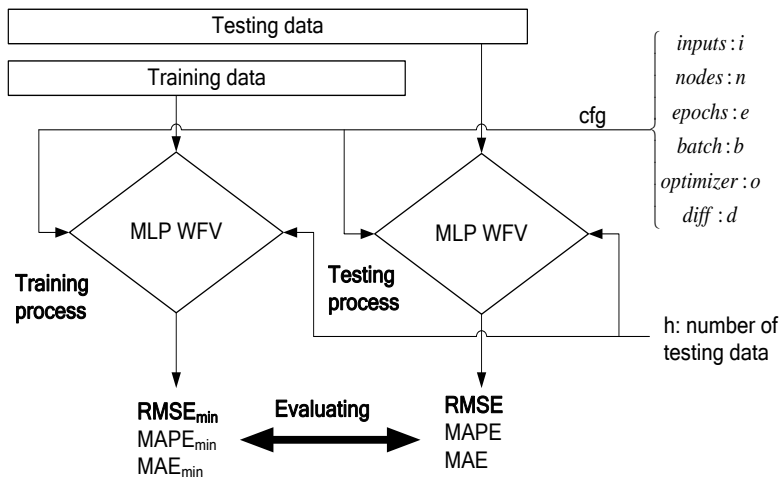 Testing data
Training data
cfg
inputs : i
nodes : n
epochs : e
batch : b
optimizer : o
diff : d
MLP WFV
MLP WFV
Training
process
Testing
process
h: number of
testing data
RMSEmin
MAPEmin
MAEmin
Evaluating
RMSE
MAPE
MAE